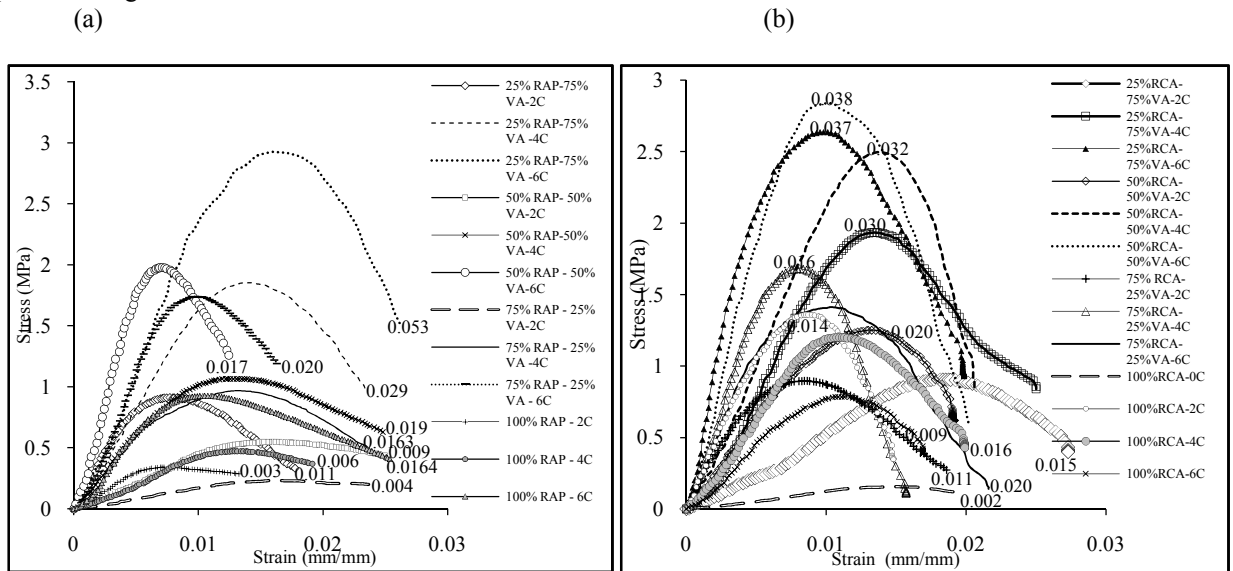 (a)
3.5
3
2.5
2
1.5
1
0.5
0
Stress (MPa)
0
0.01
0.02
0.03
Strain (mm/mm)
0.053
0.029
0.020
0.017
0.019
0.0163
0.009
0.0164
0.011
0.006
0.003
0.004
25% RAP-75%
VA-2C
25% RAP-75%
VA -4C
25% RAP-75%
VA -6C
50% RAP- 50%
VA-2C
50% RAP-50%
VA-4C
50% RAP - 50%
VA-6C
75% RAP - 25%
VA-2C
75% RAP - 25%
VA -4C
75% RAP - 25%
VA - 6C
100% RAP - 2C
100% RAP - 4C
100% RAP - 6C
(b)
3
2.5
2
1.5
1
0.5
0
Stress (MPa)
0
0.01
0.02
0.03
Strain (mm/mm)
0.038
0.037
0.032
0.030
0.016
0.014
0.020
0.009
0.016
0.011
0.015
0.020
0.002
25%RCA-
75%VA-2C
25%RCA-
75%VA-4C
25%RCA-
75%VA-6C
50%RCA-
50%VA-2C
50%RCA-
50%VA-4C
50%RCA-
50%VA-6C
75% RCA-
25%VA-2C
75%RCA-
25%VA-4C
75%RCA-
25%VA-6C
100%RCA-0C
100%RCA-2C
100%RCA-4C
100%RCA-6C